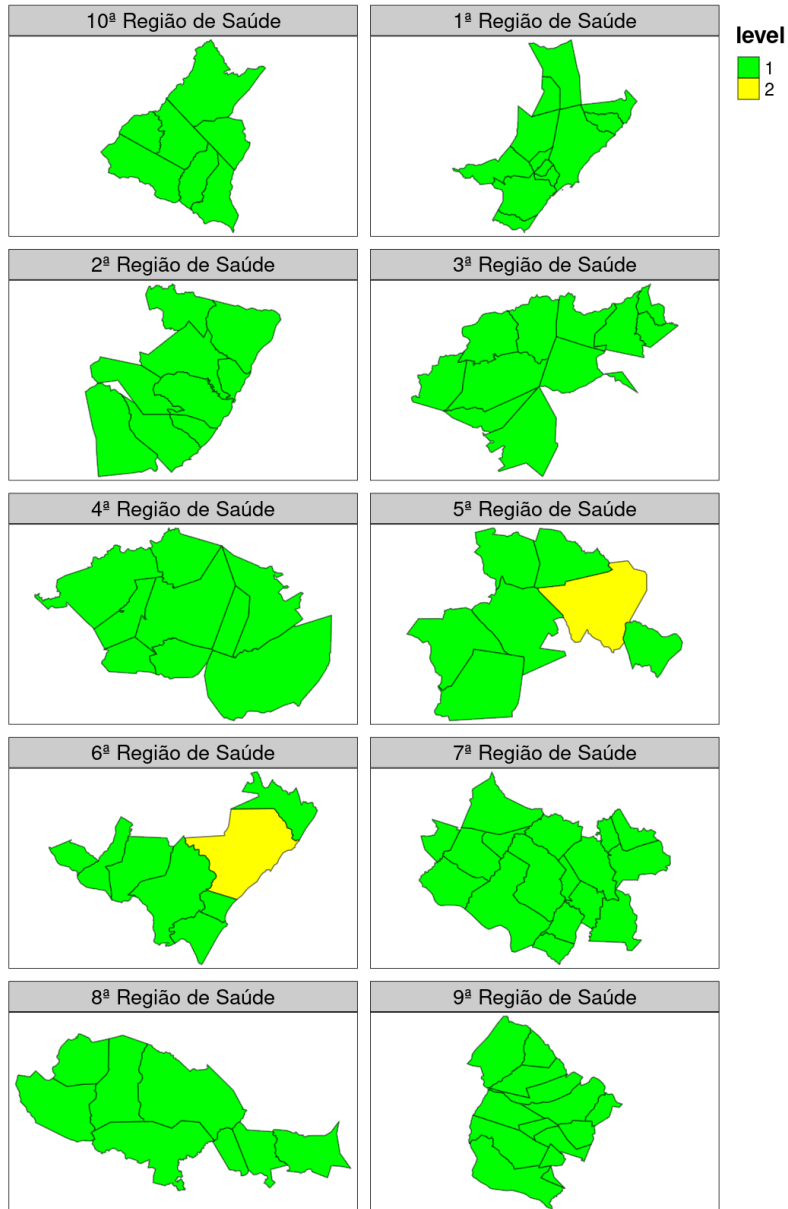 10ª Região de Saúde
1ª Região de Saúde
level
1
2
2ª Região de Saúde
3ª Região de Saúde
4ª Região de Saúde
5ª Região de Saúde
6ª Região de Saúde
7ª Região de Saúde
8ª Região de Saúde
9ª Região de Saúde